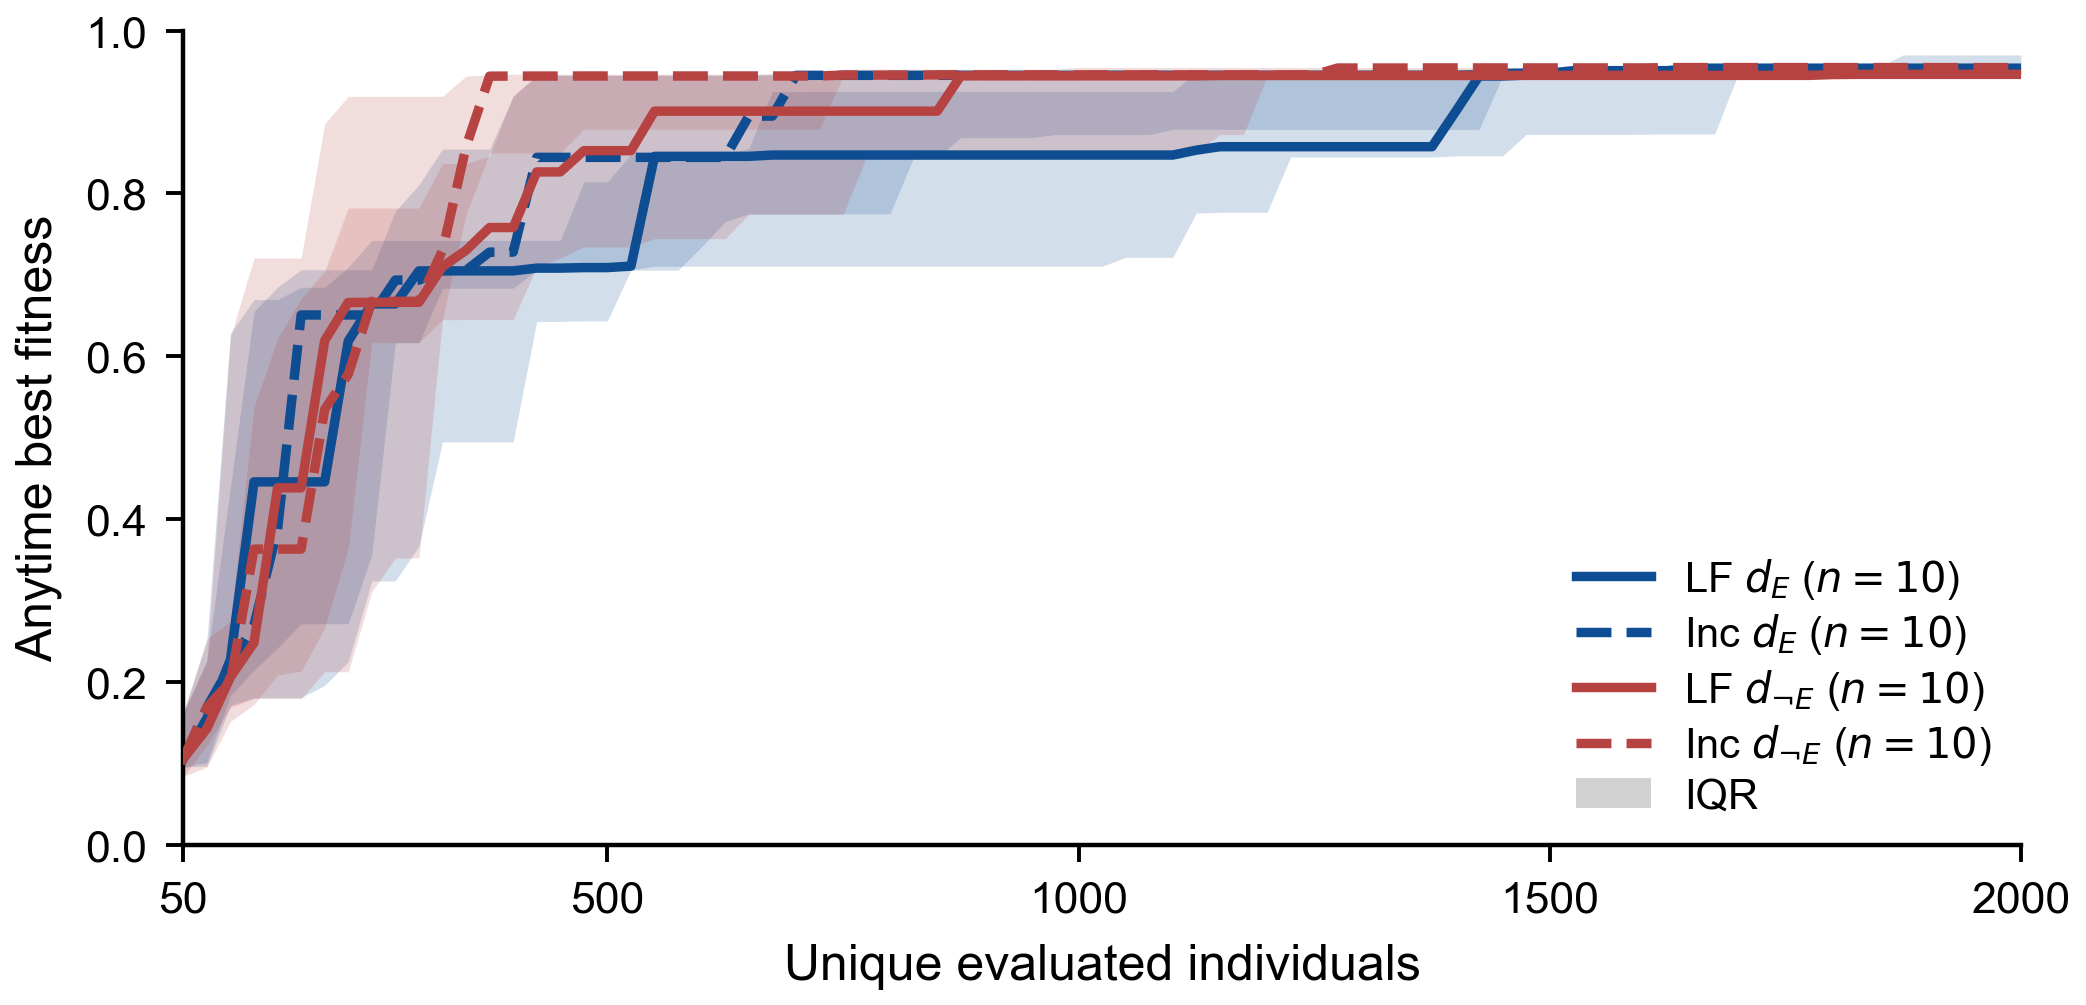 1.0
0.8
0.6
0.4
0.2
0.0
Anytime best fitness
50 500 1000 1500 2000
Unique evaluated individuals
LF d_E (n = 10)
Inc d_E (n = 10)
LF d_{¬E} (n = 10)
Inc d_{¬E} (n = 10)
IQR